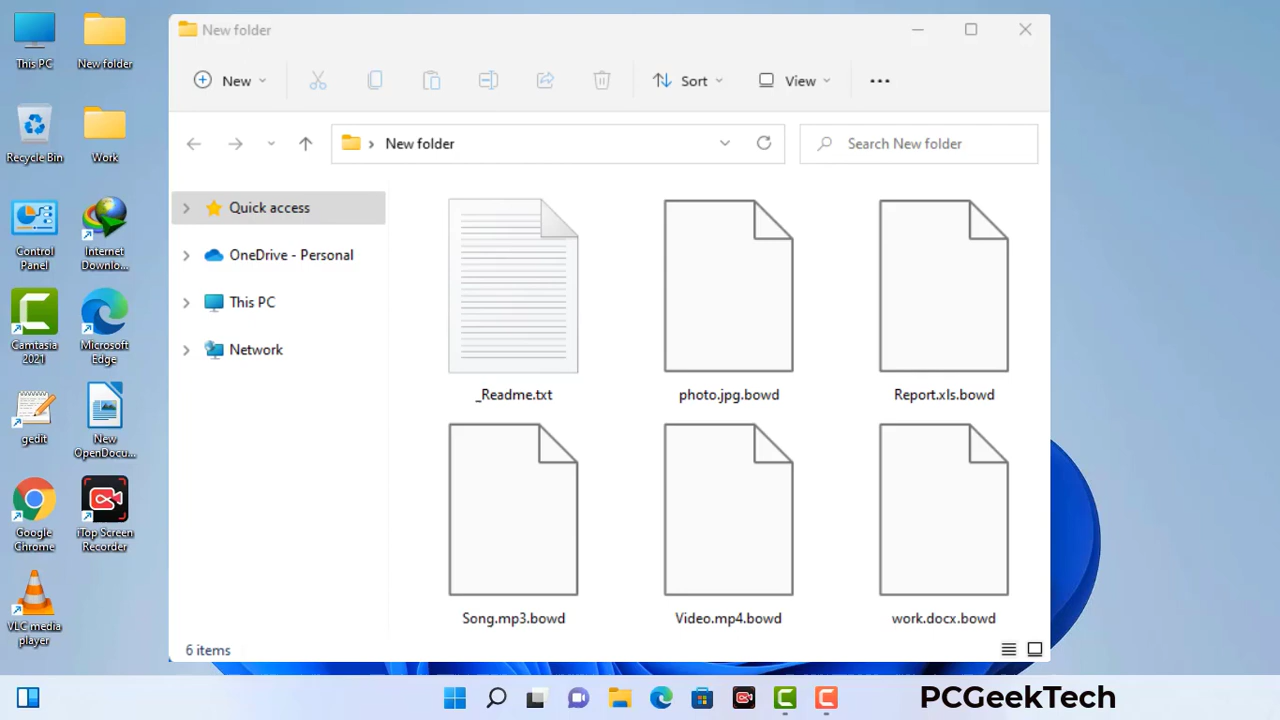 This PC
New folder
Recycle Bin
Work
Control
Panel
Internet
Downlo...
Camtasia
2021
Microsoft
Edge
gedit
New
OpenDocu...
Google
Chrome
iTop Screen
Recorder
VLC media
player
New folder
New
Sort
View
New folder
Search New folder
Quick access
OneDrive - Personal
This PC
Network
_Readme.txt
photo.jpg.bowd
Report.xls.bowd
Song.mp3.bowd
Video.mp4.bowd
work.docx.bowd
6 items
PCGeekTech